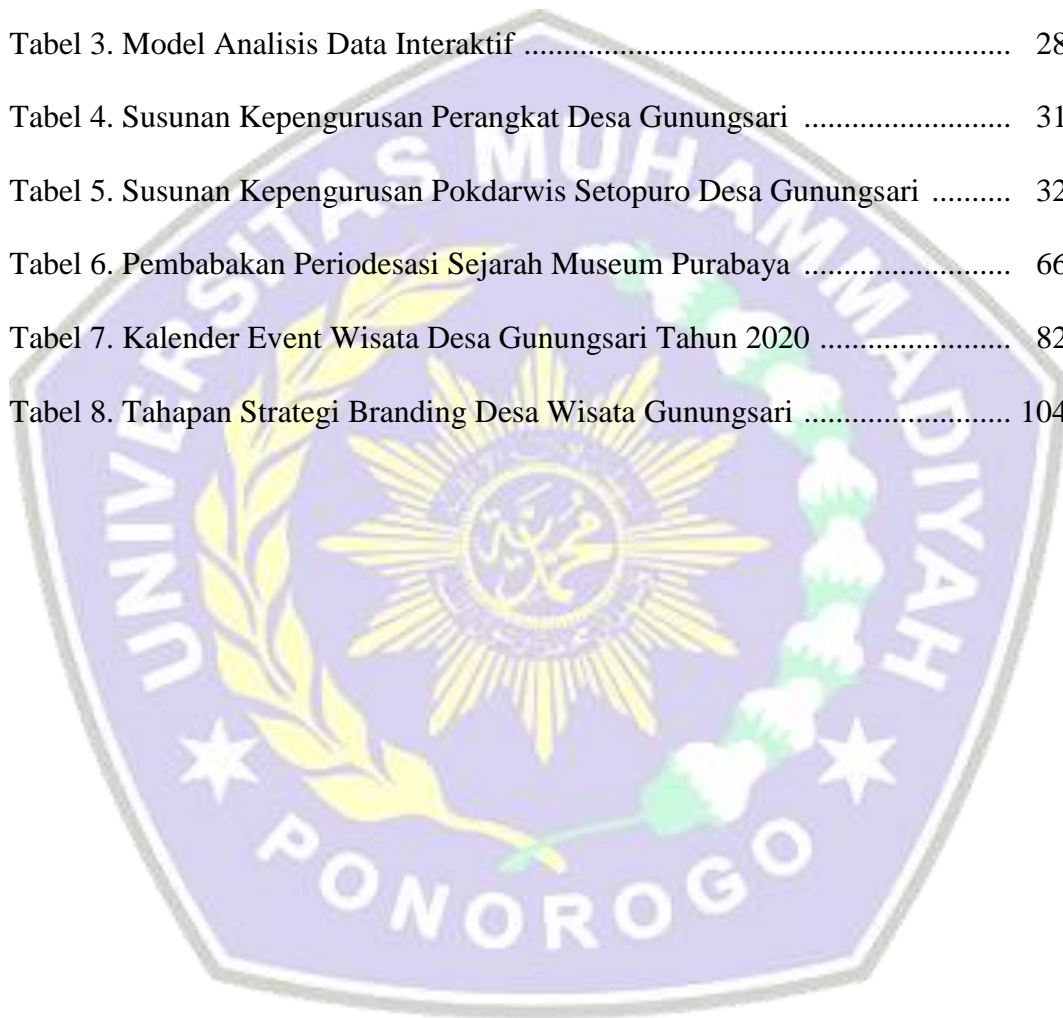 Tabel 3. Model Analisis Data Interaktif ............................................................. 28
Tabel 4. Susunan Kepengurusan Perangkat Desa Gunungsari .......................... 31
Tabel 5. Susunan Kepengurusan Pokdarwis Setopuro Desa Gunungsari .......... 32
Tabel 6. Pembabakan Periodesasi Sejarah Museum Purabaya .......................... 66
Tabel 7. Kalender Event Wisata Desa Gunungsari Tahun 2020 ........................ 82
Tabel 8. Tahapan Strategi Branding Desa Wisata Gunungsari .......................... 104
UNIVERSITAS MUHAMMADIYAH
PONOROGO